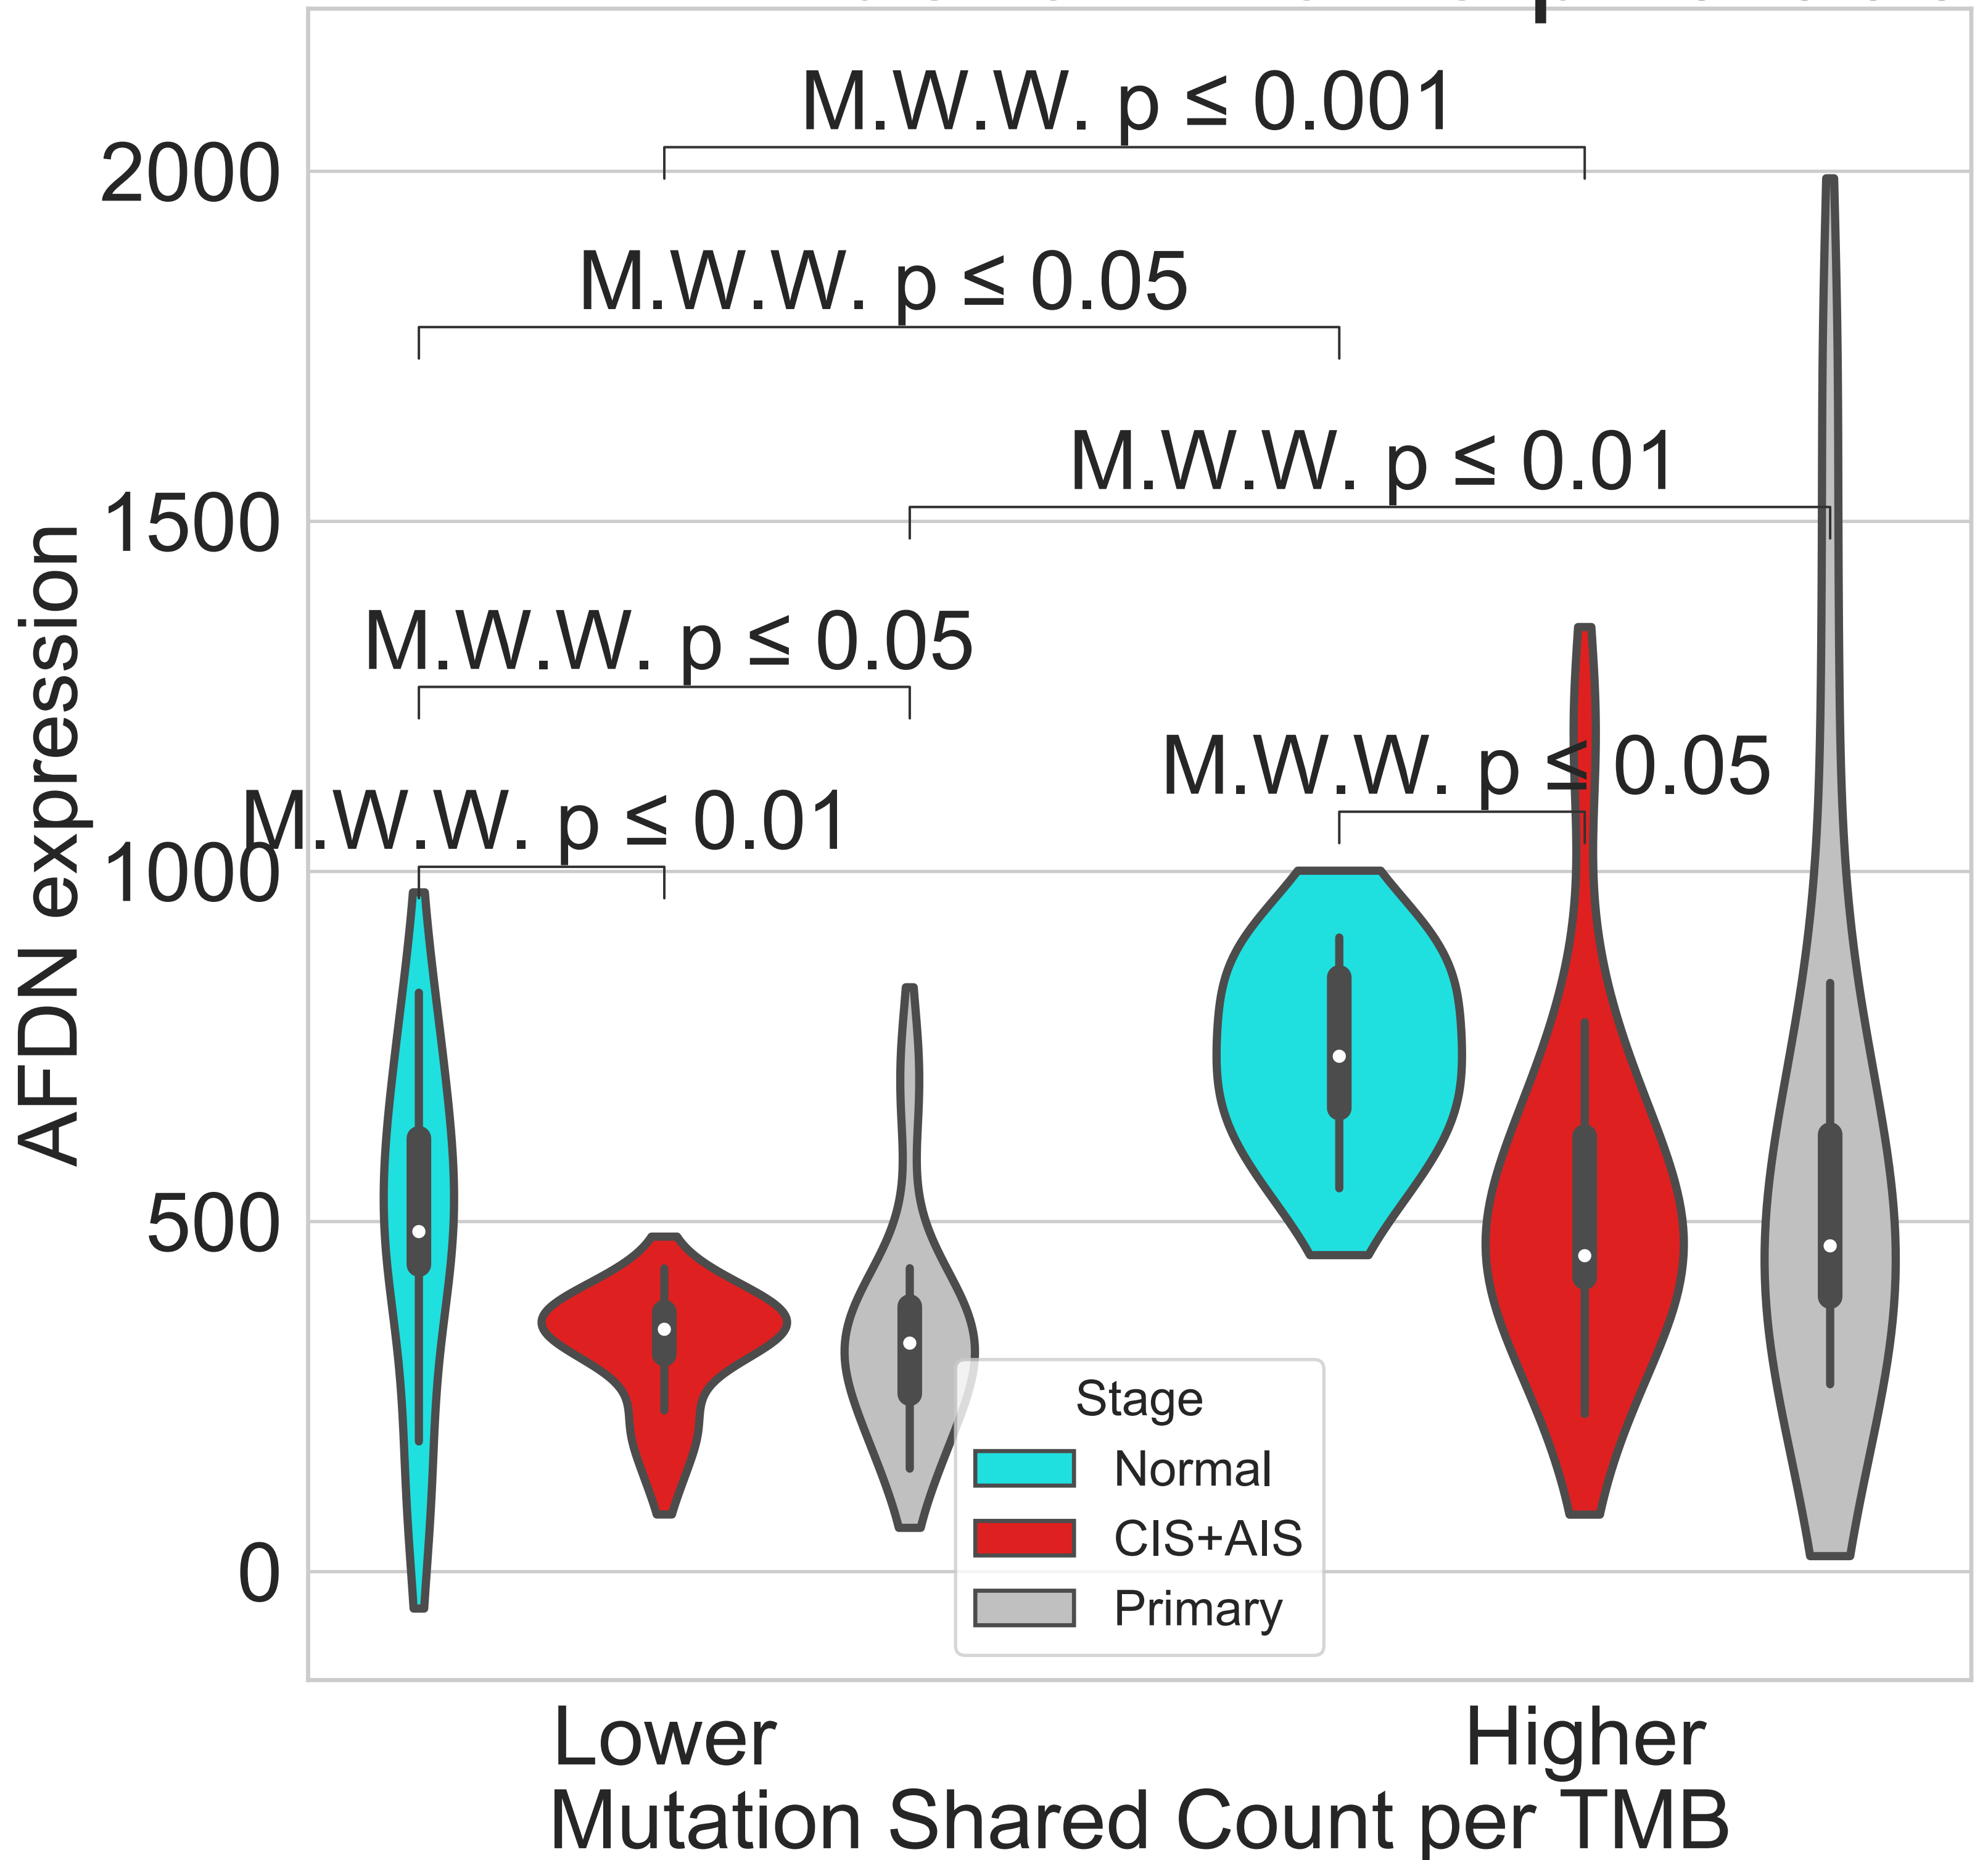 M.W.W. p ≤ 0.001
2000
M.W.W. p ≤ 0.05
M.W.W. p ≤ 0.01
1500
M.W.W. p ≤ 0.05
M.W.W. p ≤ 0.05
M.W.W. p ≤ 0.01
1000
AFDN expression
500
0
Stage
Normal
CIS+AIS
Primary
Lower
Higher
Mutation Shared Count per TMB